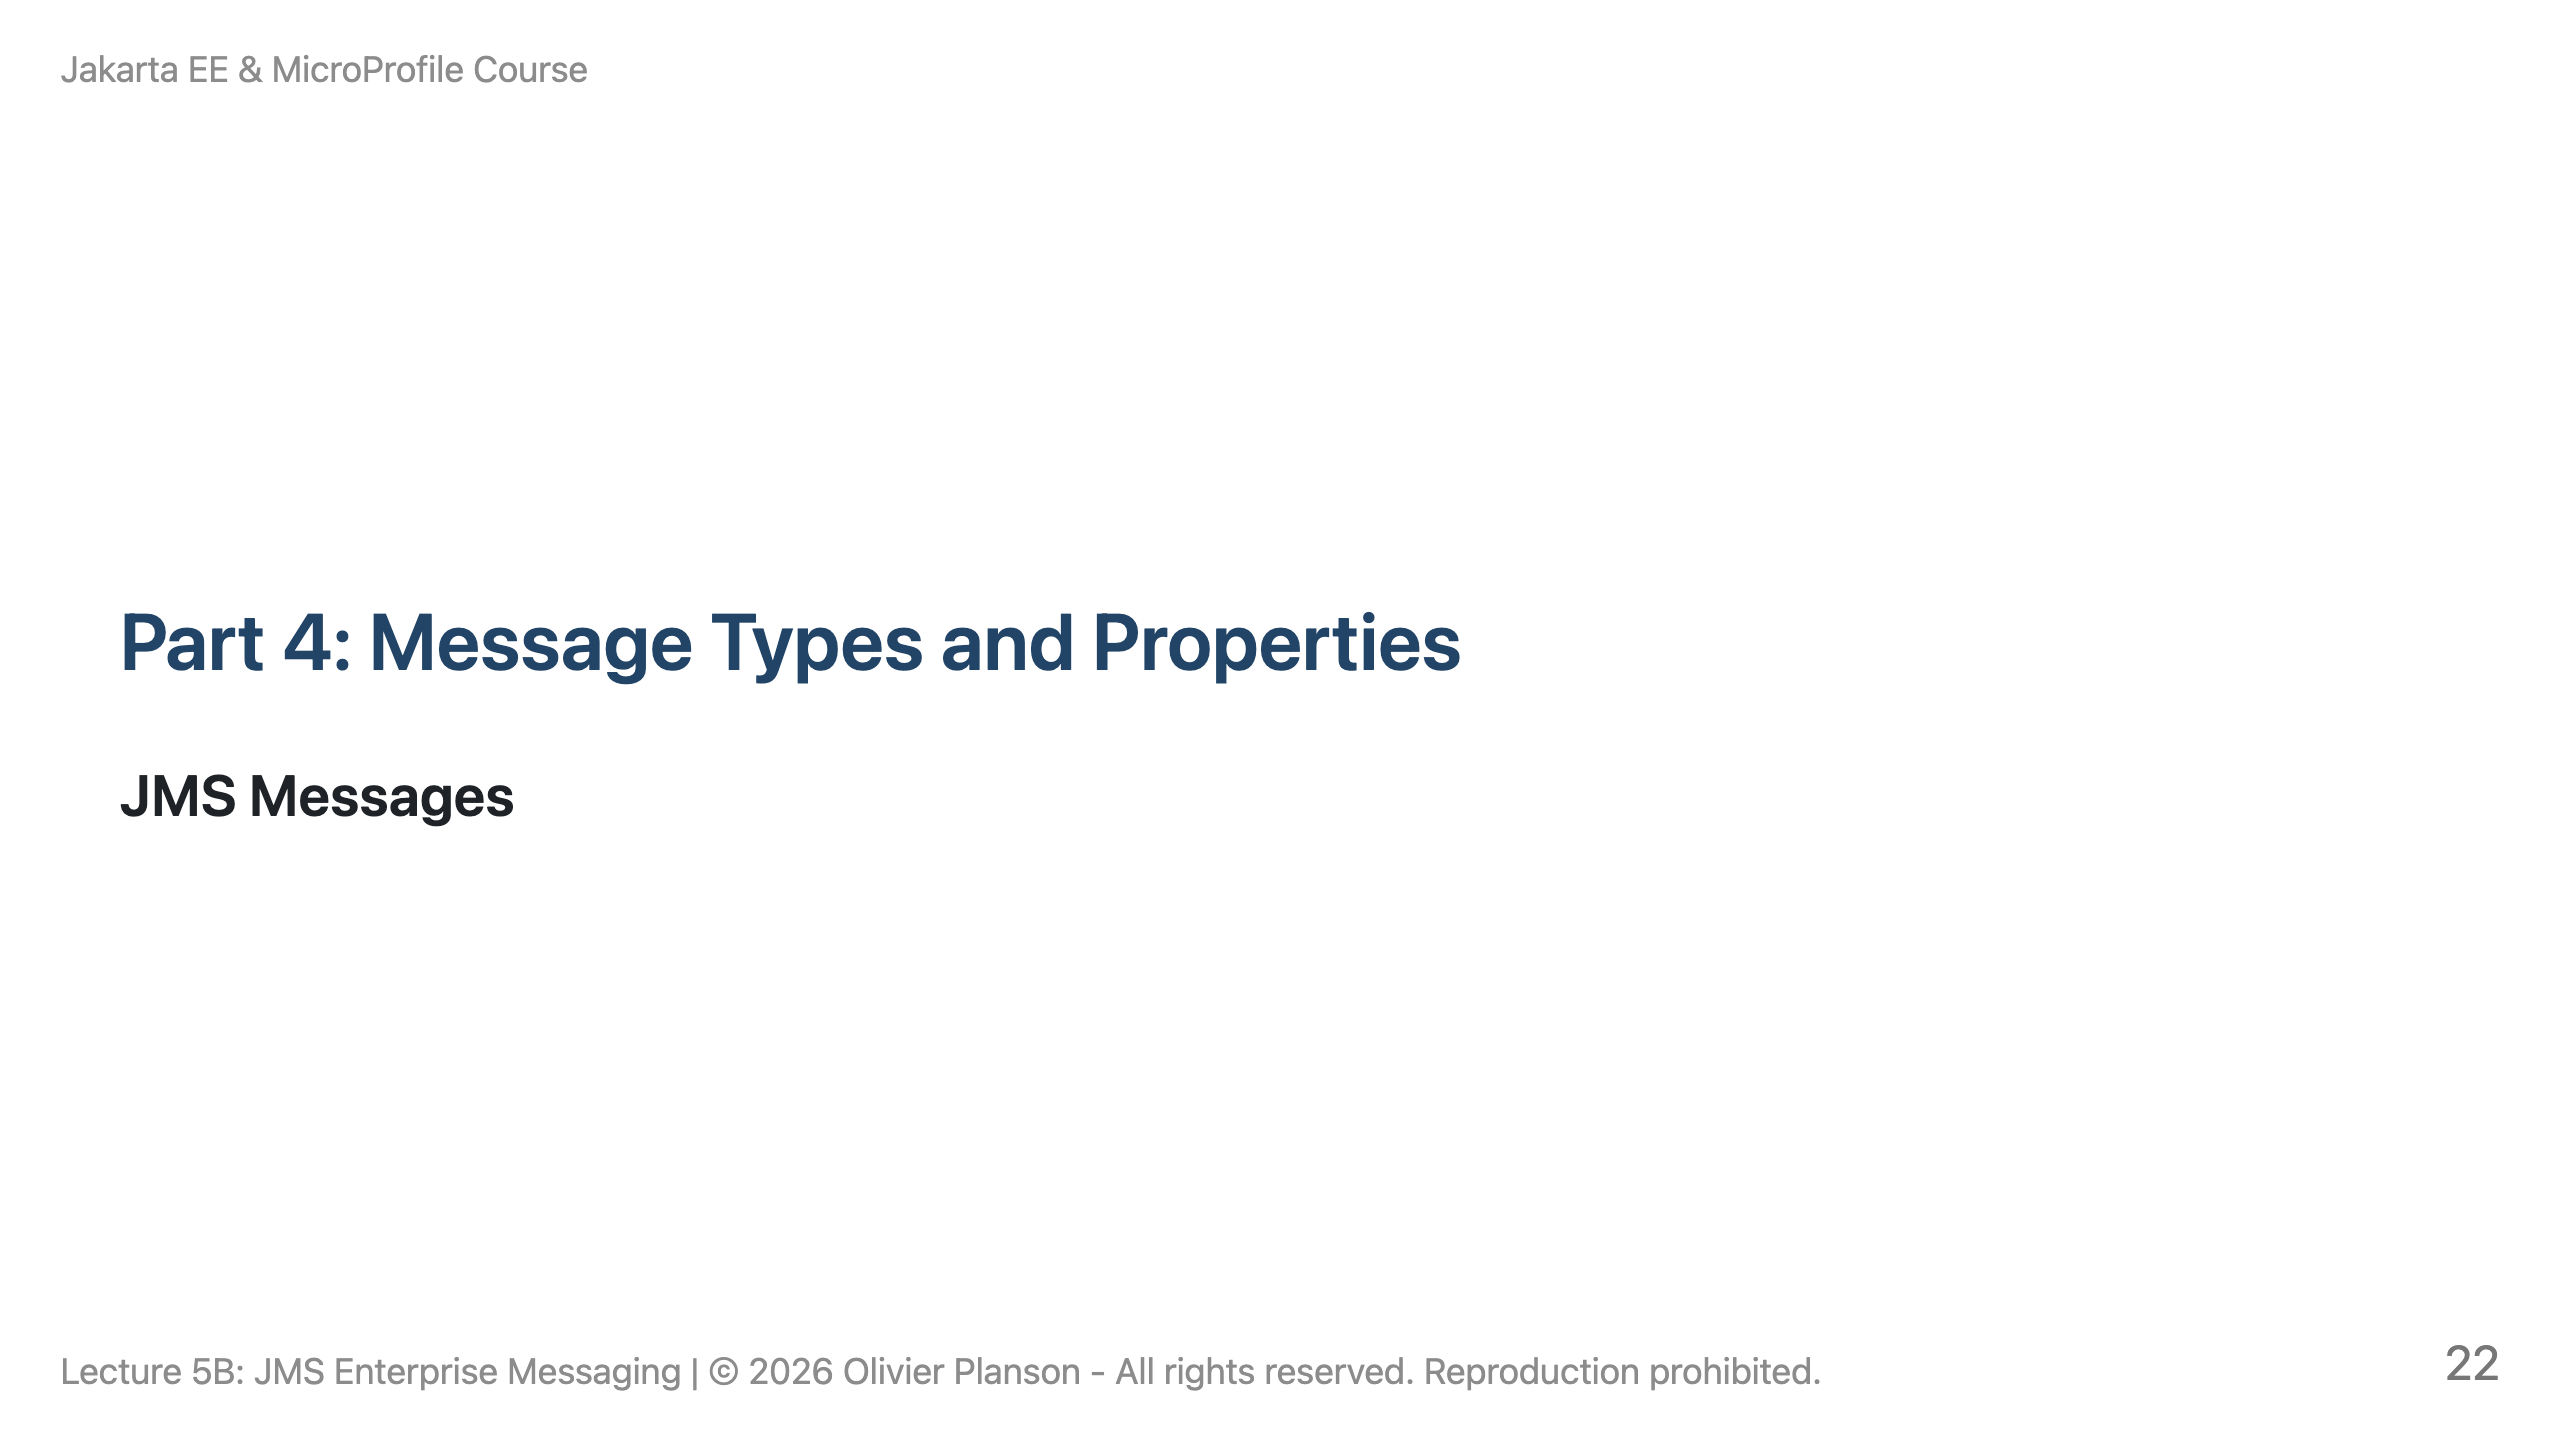 Jakarta EE & MicroProfile Course
Part 4: Message Types and Properties
JMS Messages
Lecture 5B: JMS Enterprise Messaging | © 2026 Olivier Planson - All rights reserved. Reproduction prohibited.
22